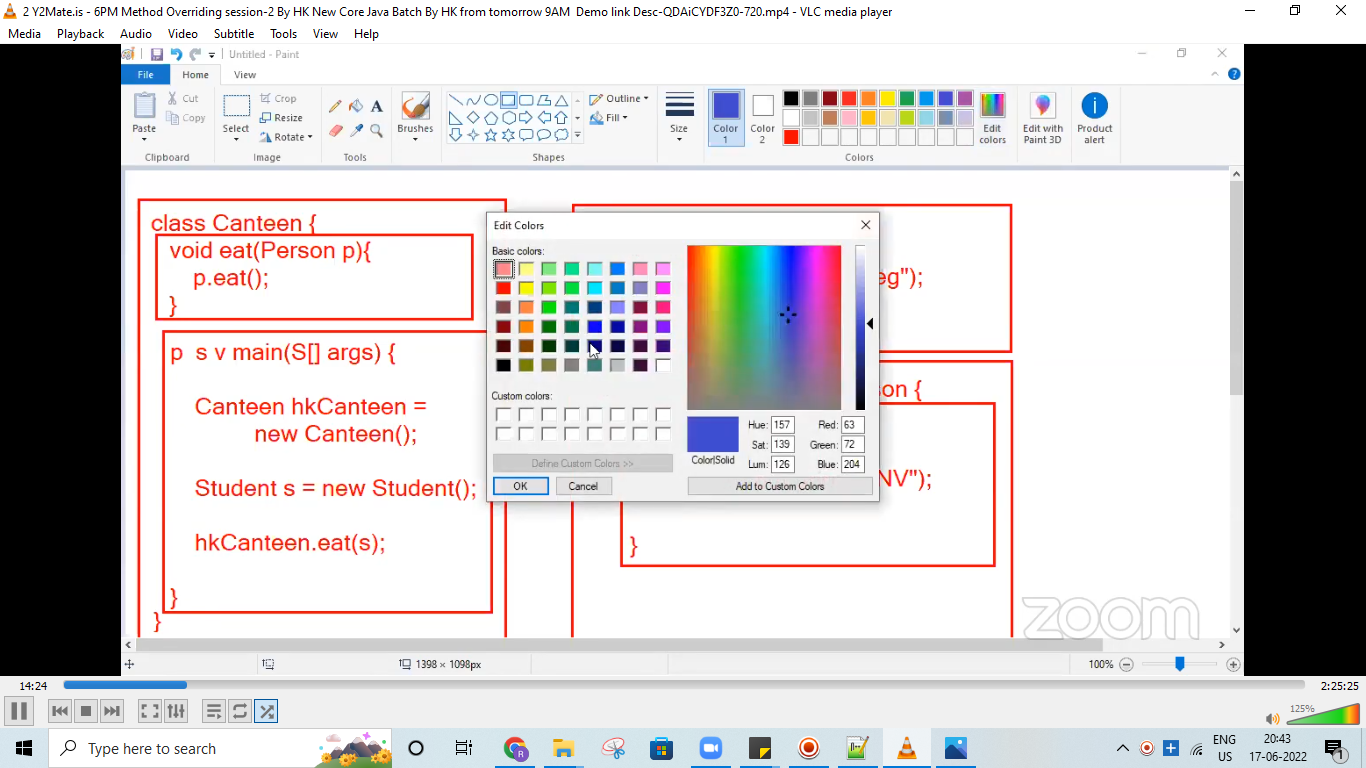 2 Y2Mate.is - 6PM Method Overriding session-2 By HK New Core Java Batch By HK from tomorrow 9AM  Demo link Desc-QDAiCYDF3Z0-720.mp4 - VLC media player
Media Playback Audio Video Subtitle Tools View Help
Untitled - Paint
File Home View
Paste
Cut
Copy
Clipboard
Select
Crop
Resize
Rotate
Image
A
Tools
Brushes
Shapes
Outline
Fill
Size
Color 1
Color 2
Edit colors
Colors
Edit with Paint 3D
Product alert
class Canteen {
void eat(Person p){
p.eat();
}
p s v main(S[] args) {
Canteen hkCanteen =
new Canteen();
Student s = new Student();
hkCanteen.eat(s);
}
}
eg");
son {
NV");
}
Edit Colors
Basic colors:
Custom colors:
Define Custom Colors >>
OK Cancel
Color|Solid
Hue: 157 Red: 63
Sat: 139 Green: 72
Lum: 126 Blue: 204
Add to Custom Colors
zoom
1398 × 1098px
100%
14:24
2:25:25
125%
Type here to search
R
ENG
US
20:43
17-06-2022
1